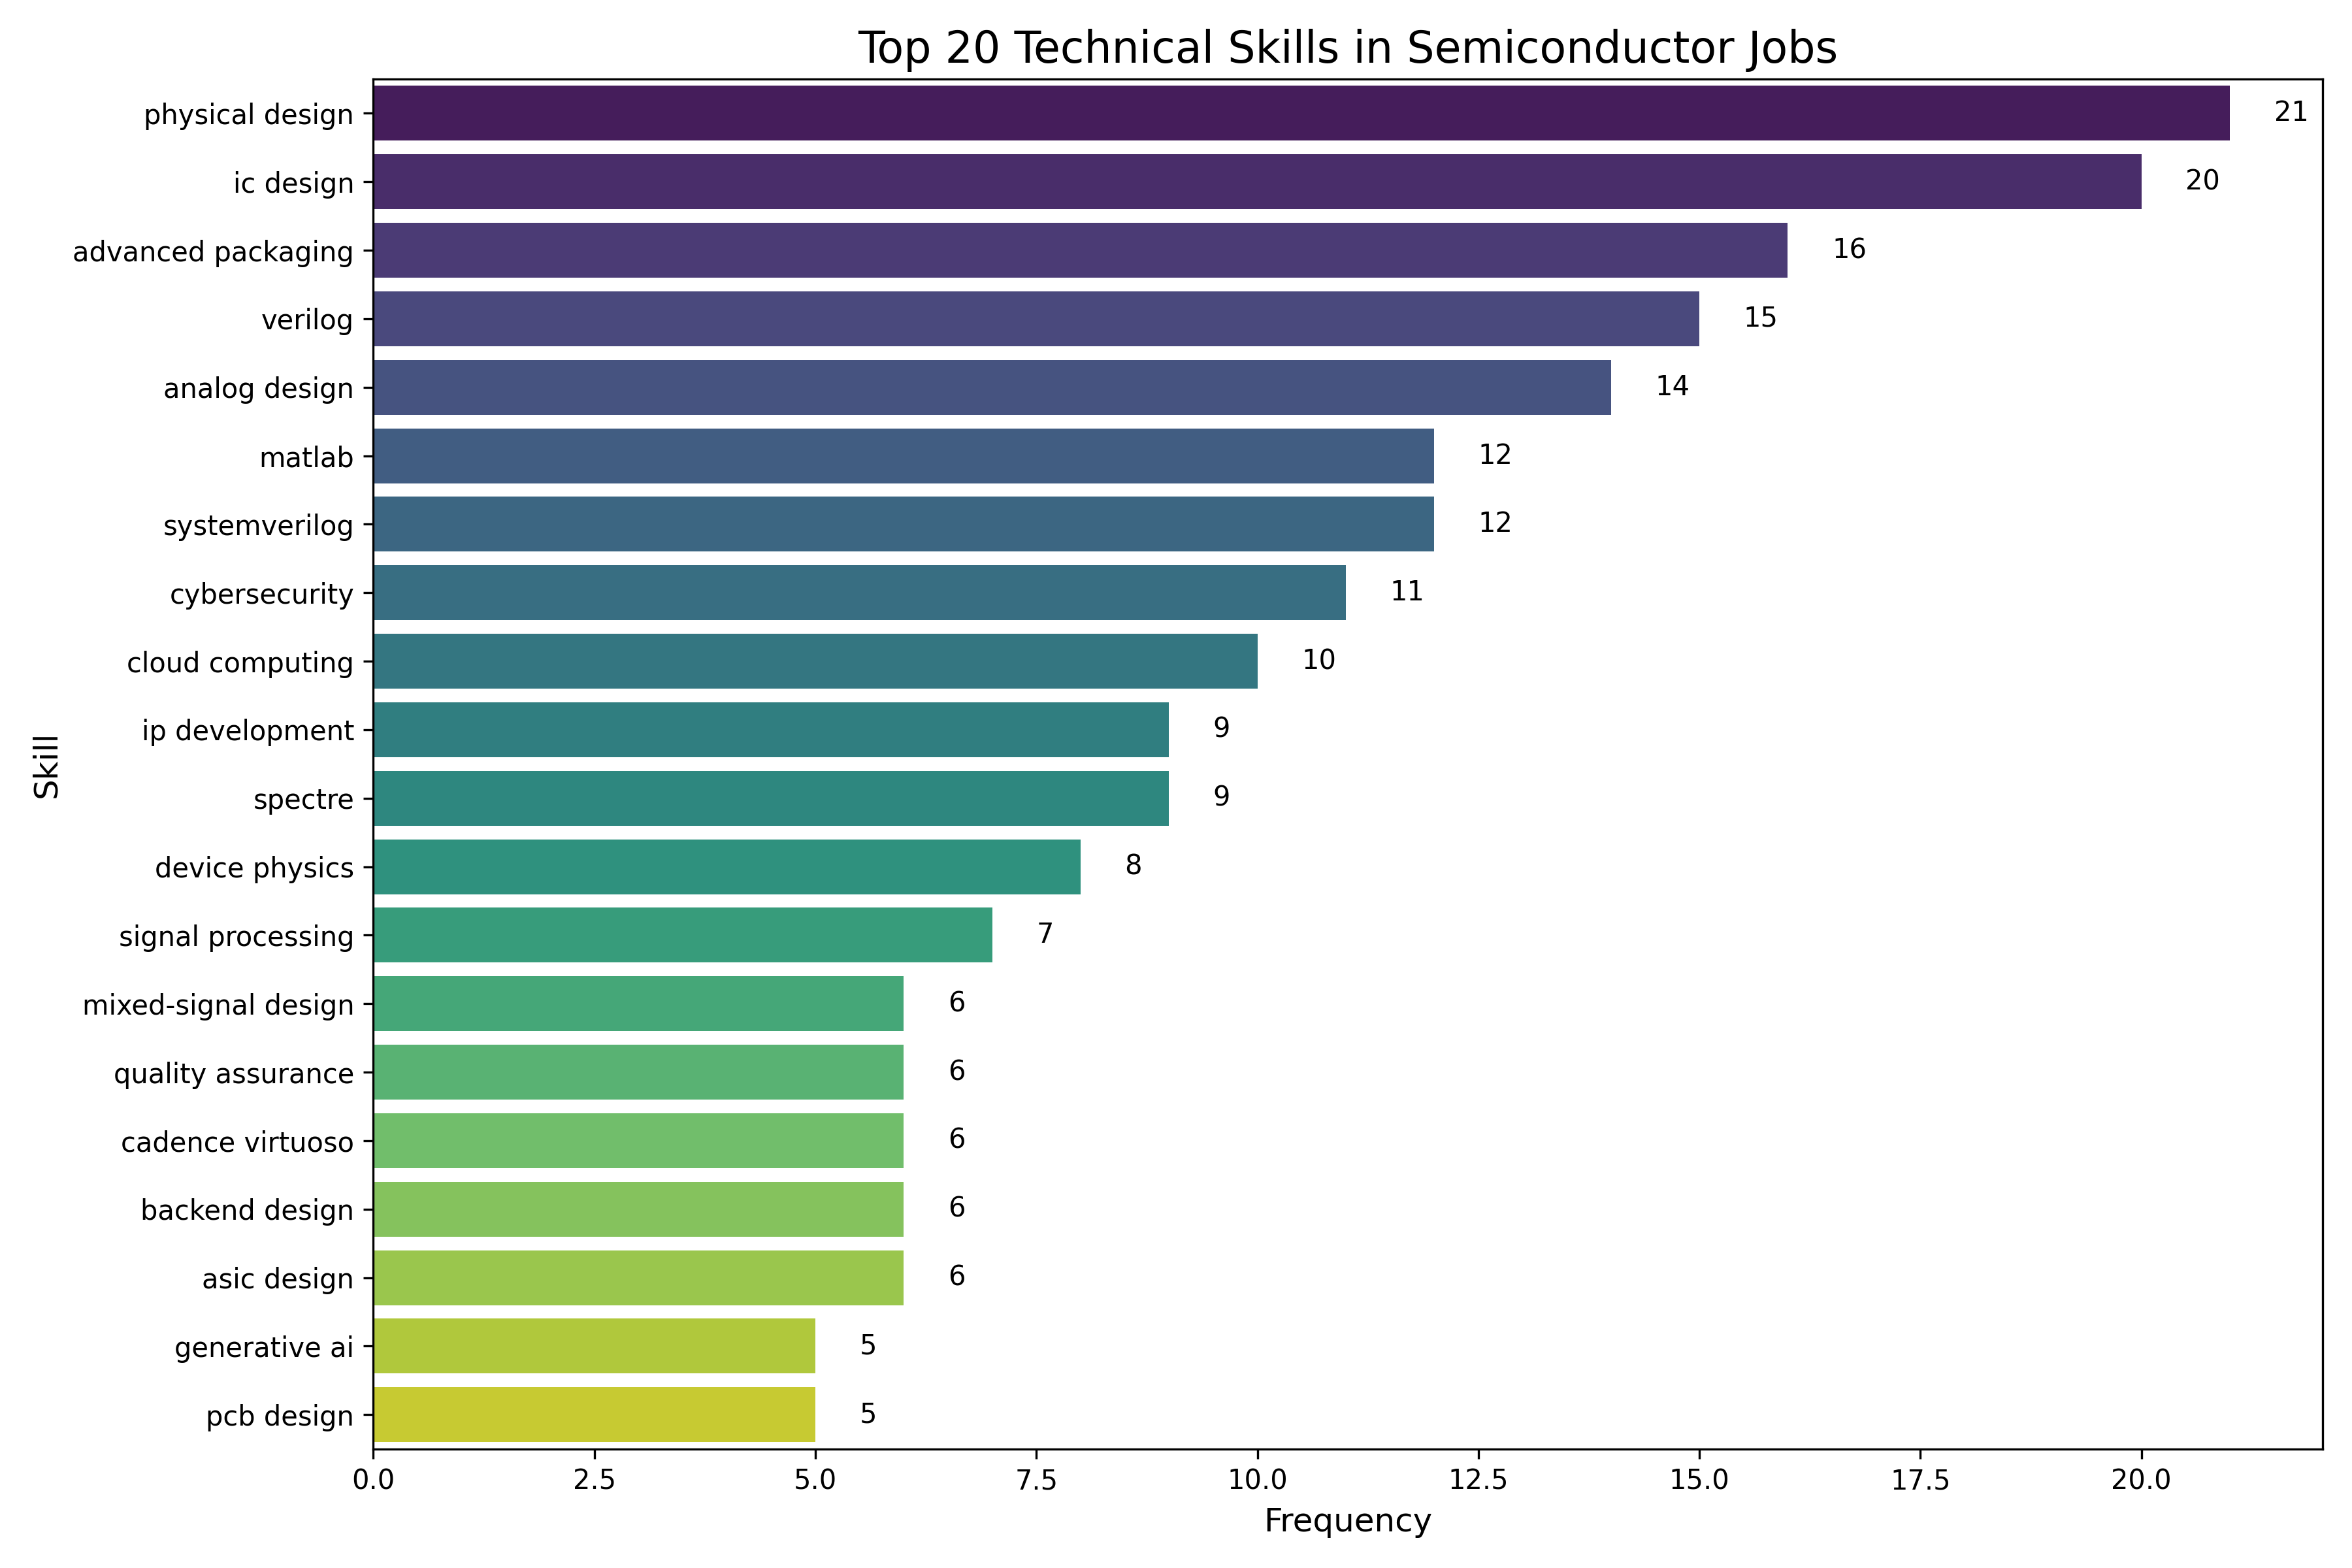 Top 20 Technical Skills in Semiconductor Jobs
physical design 21
ic design 20
advanced packaging 16
verilog 15
analog design 14
matlab 12
systemverilog 12
cybersecurity 11
cloud computing 10
ip development 9
spectre 9
device physics 8
signal processing 7
mixed-signal design 6
quality assurance 6
cadence virtuoso 6
backend design 6
asic design 6
generative ai 5
pcb design 5
Skill
0.0 2.5 5.0 7.5 10.0 12.5 15.0 17.5 20.0
Frequency